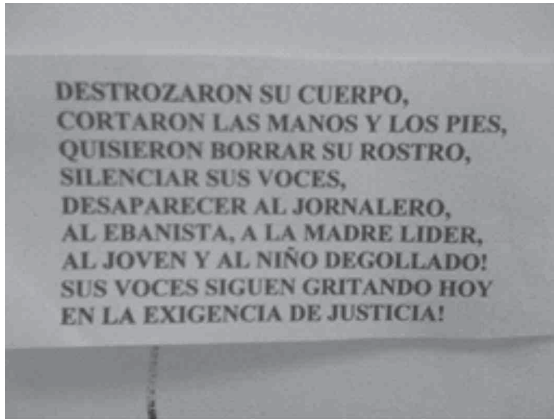 DESTROZARON SU CUERPO,
CORTARON LAS MANOS Y LOS PIES,
QUISIERON BORRAR SU ROSTRO,
SILENCIAR SUS VOCES,
DESAPARECER AL JORNALERO,
AL EBANISTA, A LA MADRE LIDER,
AL JOVEN Y AL NIÑO DEGOLLADO!
SUS VOCES SIGUEN GRITANDO HOY
EN LA EXIGENCIA DE JUSTICIA!